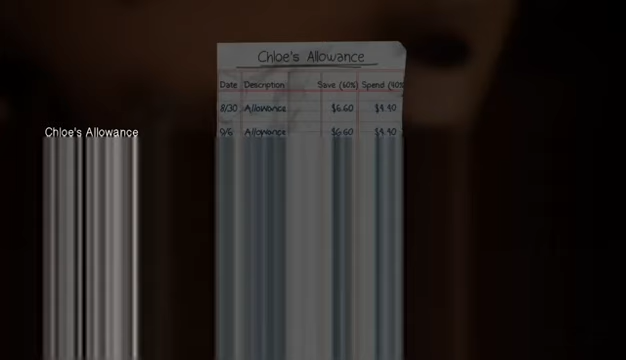 Chloe's Allowance
Date Description Save (60%) Spend (40%
8/30 Allowance $6.60 $4.40
9/6 Allowance $6.60 $4.40
Chloe's Allowance